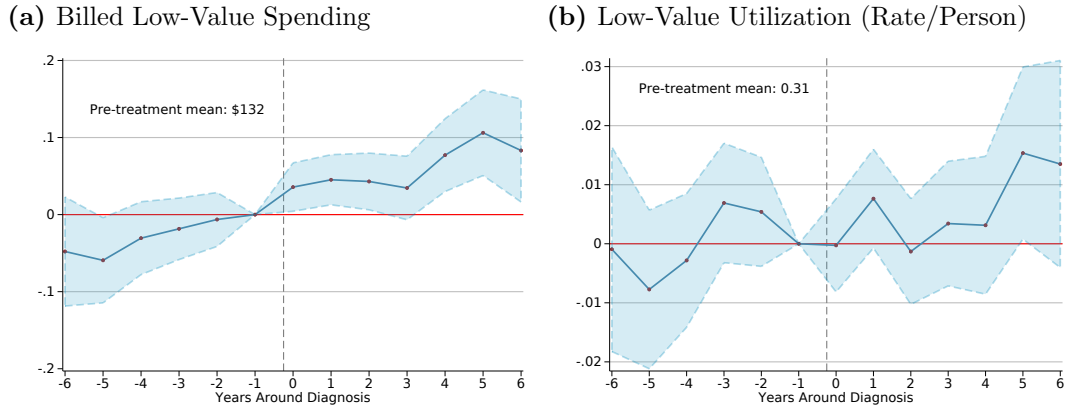 (a) Billed Low-Value Spending
.2
.1
0
-.1
-.2
Pre-treatment mean: $132
-6 -5 -4 -3 -2 -1 0 1 2 3 4 5 6
Years Around Diagnosis
(b) Low-Value Utilization (Rate/Person)
.03
.02
.01
0
-.01
-.02
Pre-treatment mean: 0.31
-6 -5 -4 -3 -2 -1 0 1 2 3 4 5 6
Years Around Diagnosis